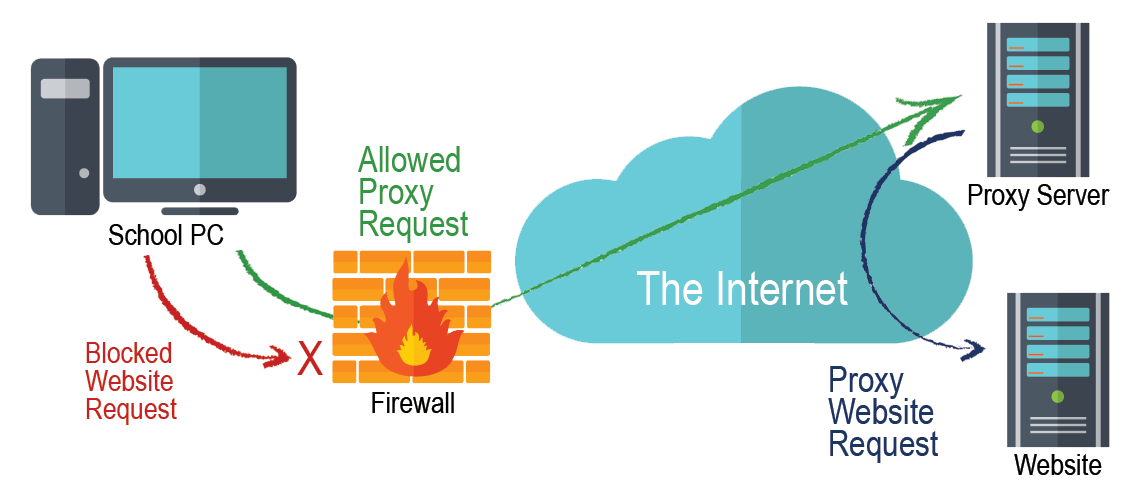 School PC
Allowed
Proxy
Request
X
Blocked
Website
Request
Firewall
The Internet
Proxy Server
Proxy
Website
Request
Website